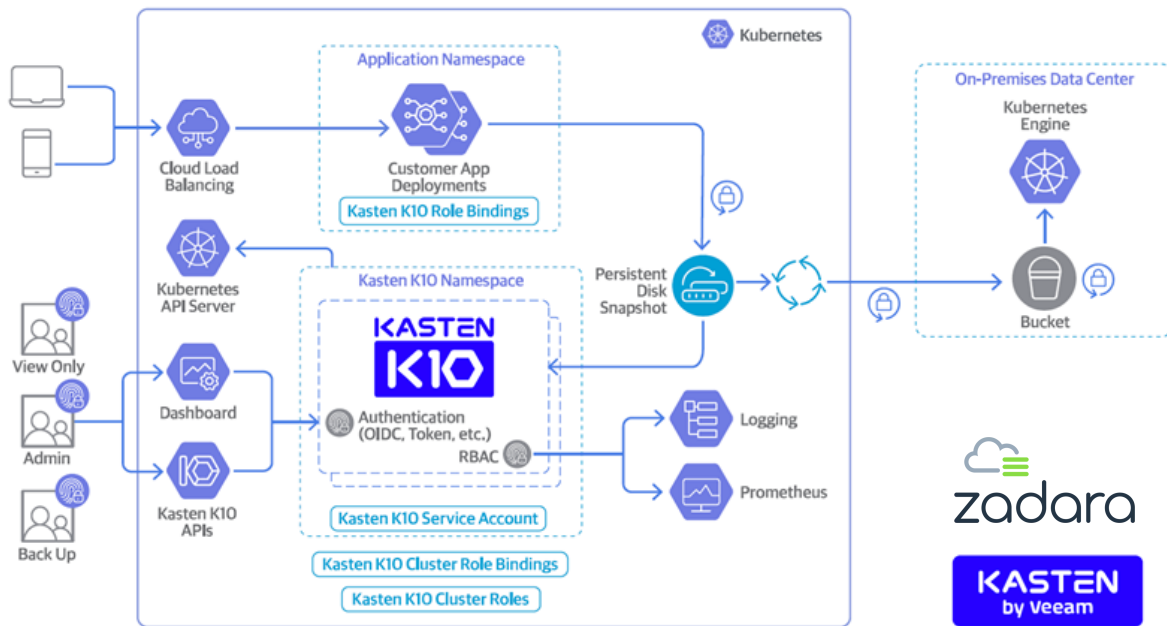 Kubernetes
Application Namespace
Cloud Load
Balancing
Customer App
Deployments
Kasten K10 Role Bindings
On-Premises Data Center
Kubernetes
Engine
Bucket
Kubernetes
API Server
Kasten K10 Namespace
KASTEN
K10
Persistent
Disk
Snapshot
View Only
Admin
Back Up
Dashboard
Kasten K10
APIs
Authentication
(OIDC, Token, etc.)
RBAC
Logging
Prometheus
Kasten K10 Service Account
Kasten K10 Cluster Role Bindings
Kasten K10 Cluster Roles
zadara
KASTEN
by Veeam